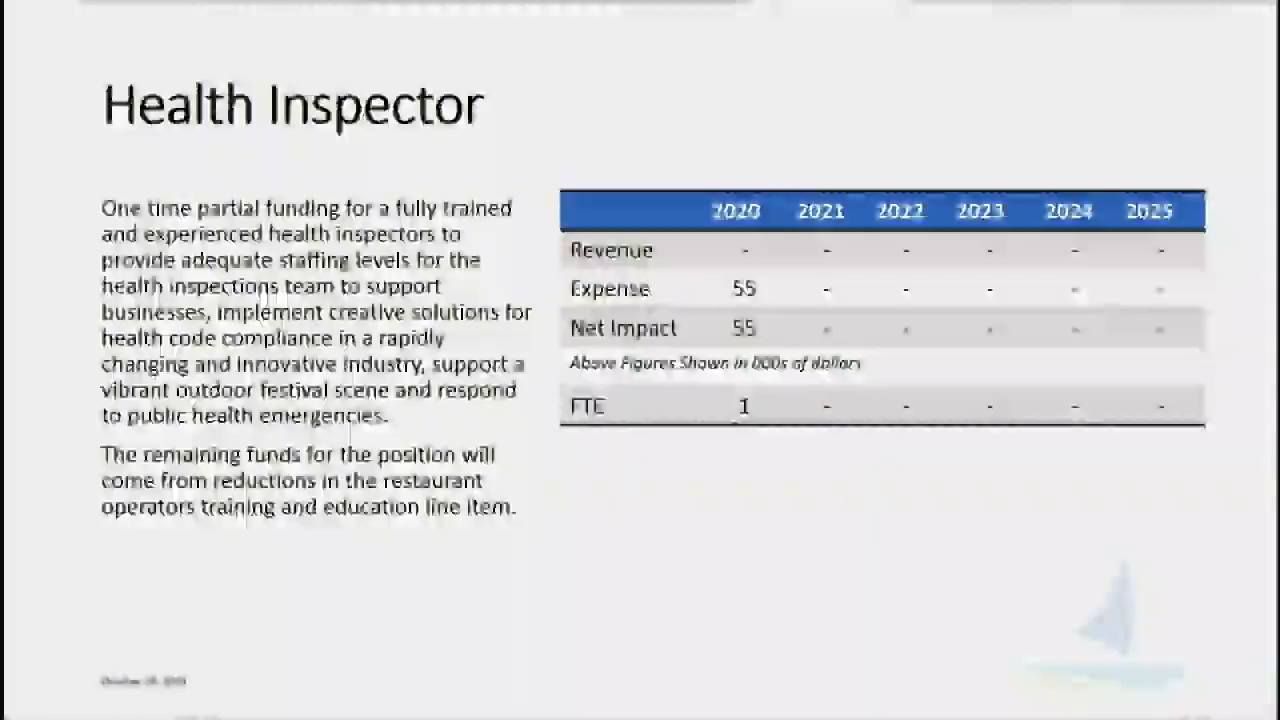 Health Inspector
One time partial funding for a fully trained
and experienced health inspectors to
provide adequate staffing levels for the
health inspections team to support
businesses, implement creative solutions for
health code compliance in a rapidly
changing and innovative industry, support a
vibrant outdoor festival scene and respond
to public health emergencies.
The remaining funds for the position will
come from reductions in the restaurant
operators training and education line item.
2020 2021 2022 2023 2024 2025
Revenue - - - - - -
Expense 55 - - - - -
Net Impact 55 - - - - -
Above Figures Shown in 000s of dollars
FTE 1 - - - - -
October